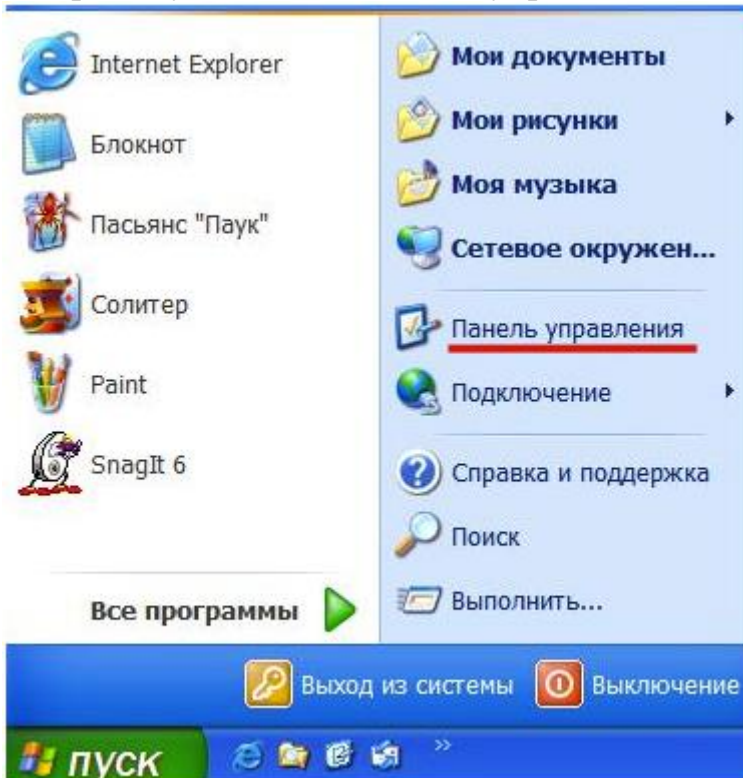 Internet Explorer
Блокнот
Пасьянс "Паук"
Солитер
Paint
SnagIt 6
Все программы
Мои документы
Мои рисунки
Моя музыка
Сетевое окружен...
Панель управления
Подключение
Справка и поддержка
Поиск
Выполнить...
Выход из системы
Выключение
пуск